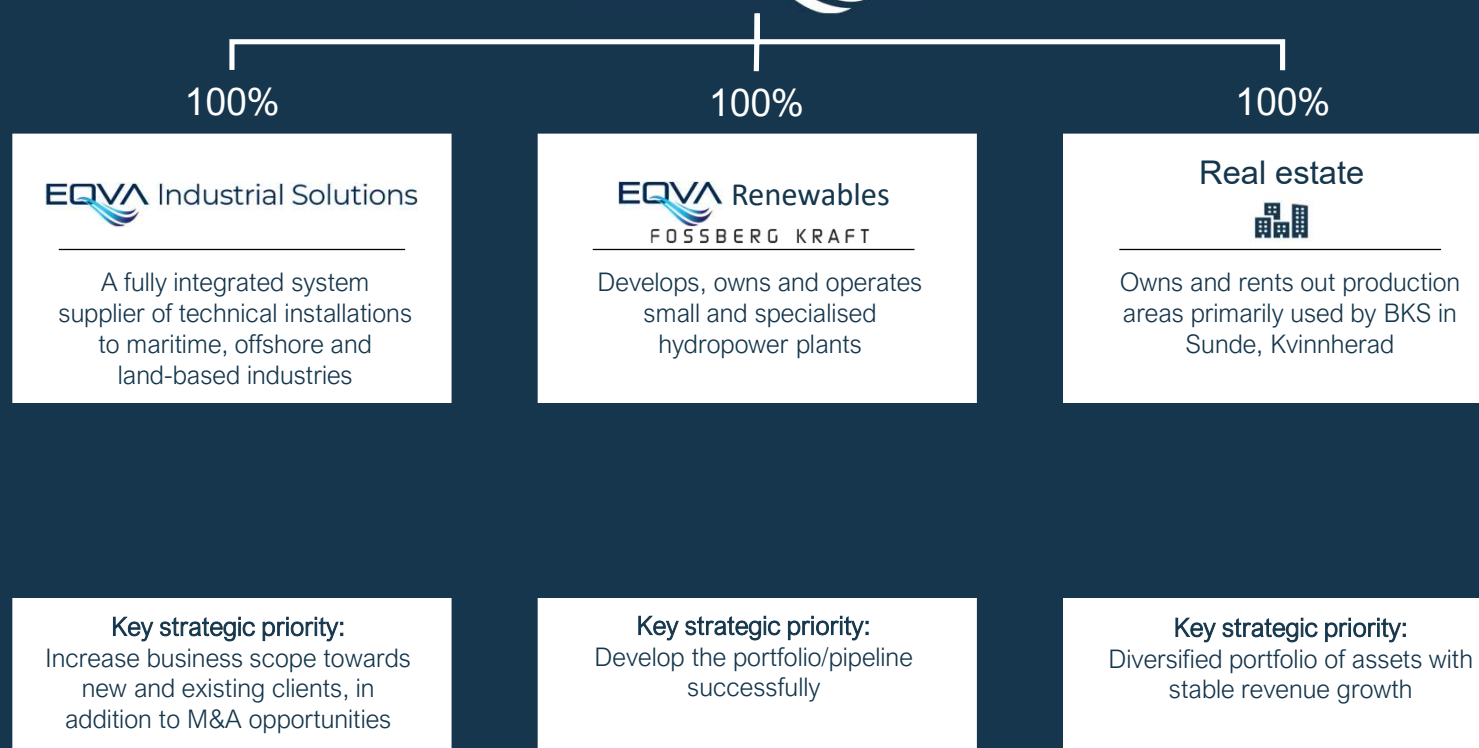 100%
100%
100%
EQVA Industrial Solutions
A fully integrated system
supplier of technical installations
to maritime, offshore and
land-based industries
EQVA Renewables
FOSSBERG KRAFT
Develops, owns and operates
small and specialised
hydropower plants
Real estate
Owns and rents out production
areas primarily used by BKS in
Sunde, Kvinnherad
Key strategic priority:
Increase business scope towards
new and existing clients, in
addition to M&A opportunities
Key strategic priority:
Develop the portfolio/pipeline
successfully
Key strategic priority:
Diversified portfolio of assets with
stable revenue growth